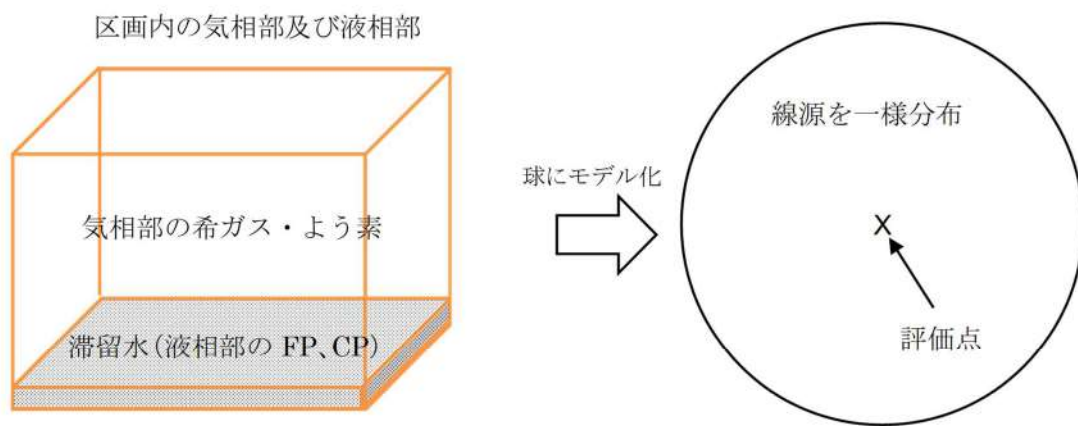 区画内の気相部及び液相部
気相部の希ガス・よう素
滞留水(液相部の FP、CP)
球にモデル化
線源を一様分布
X
評価点